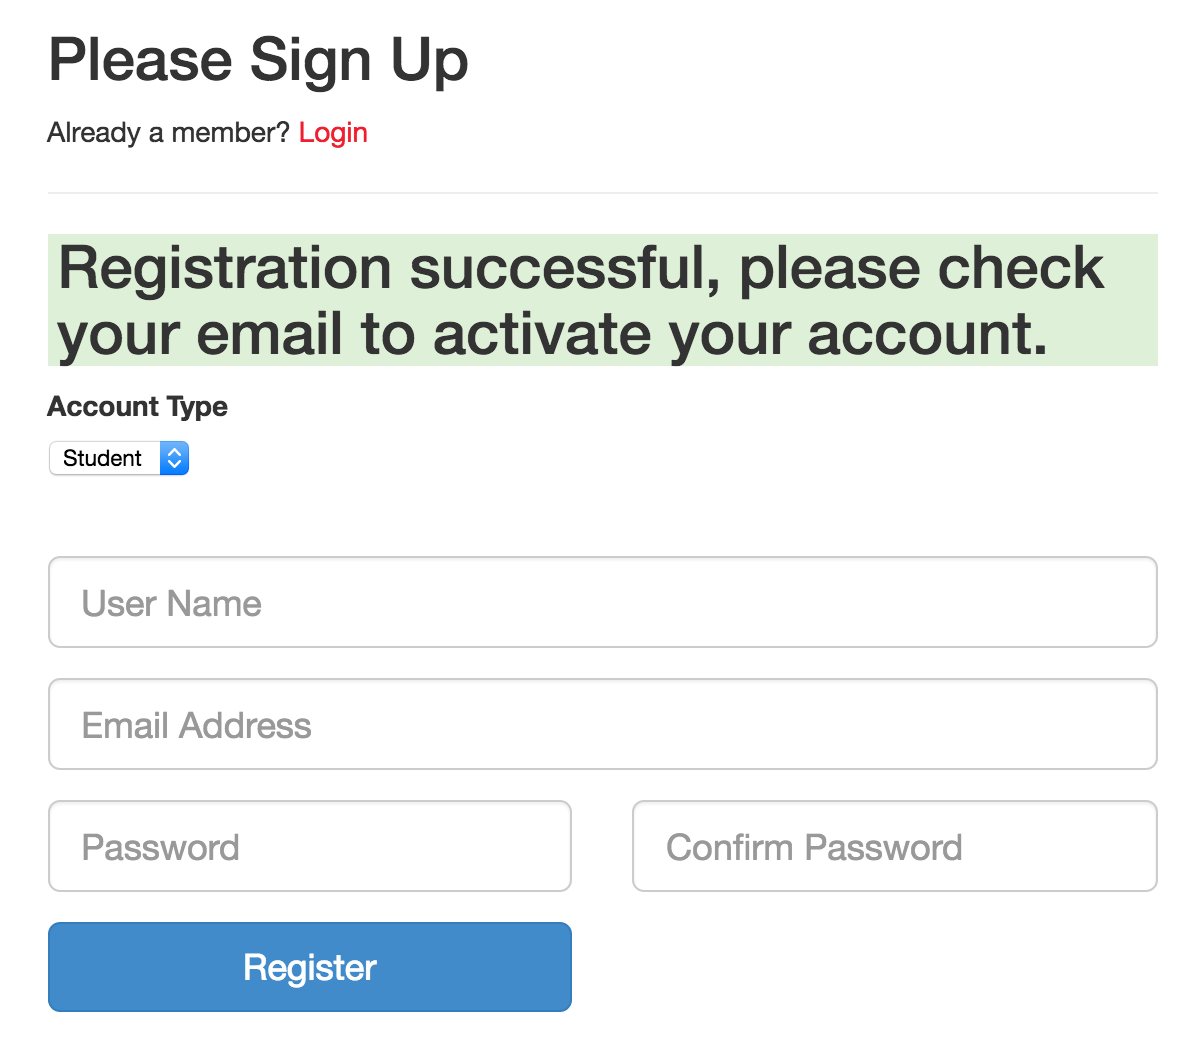 Please Sign Up
Already a member? Login
Registration successful, please check
your email to activate your account.
Account Type
Student
User Name
Email Address
Password
Confirm Password
Register